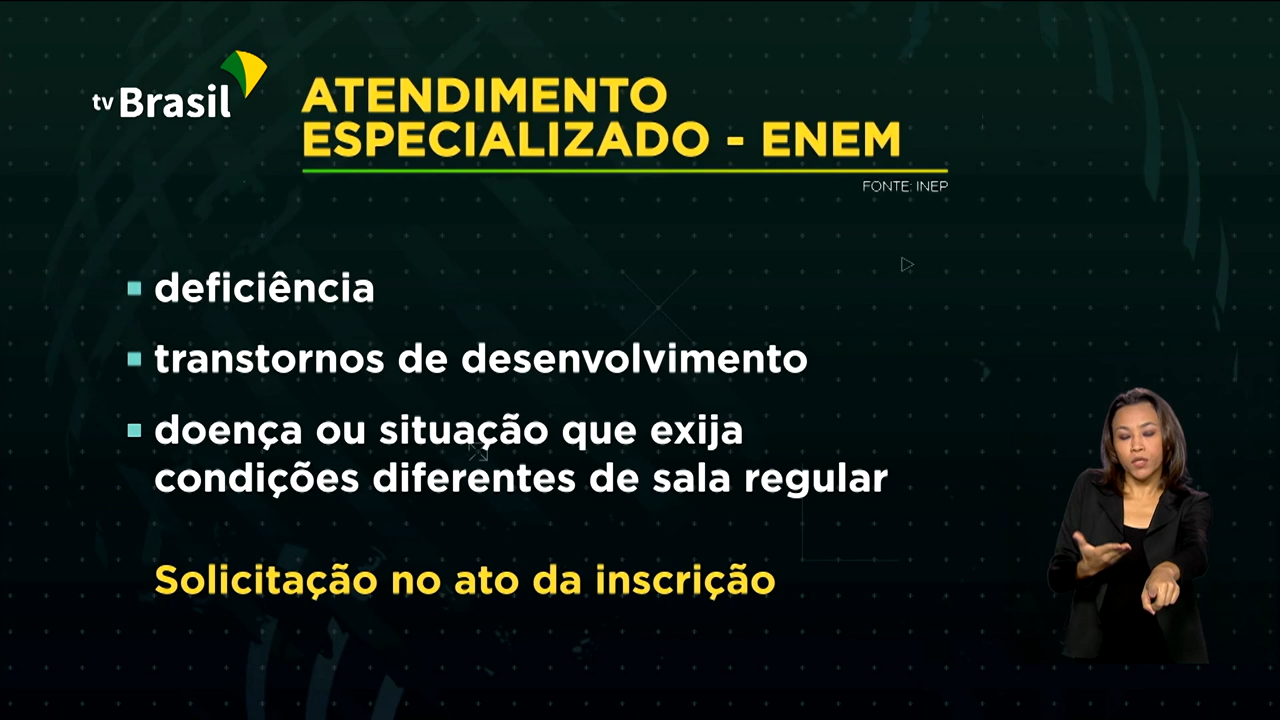 tv Brasil
ATENDIMENTO
ESPECIALIZADO - ENEM
FONTE: INEP
deficiência
transtornos de desenvolvimento
doença ou situação que exija
condições diferentes de sala regular
Solicitação no ato da inscrição